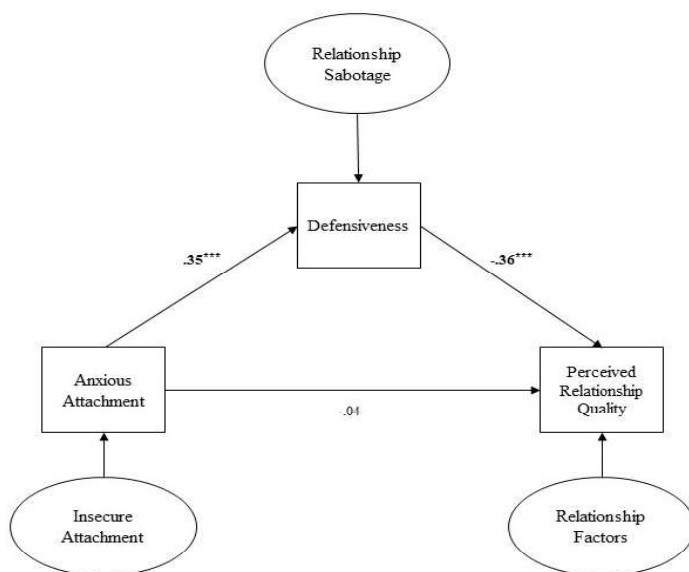 Relationship
Sabotage
Defensiveness
.35***
-.36***
Anxious
Attachment
Perceived
Relationship
Quality
.04
Insecure
Attachment
Relationship
Factors